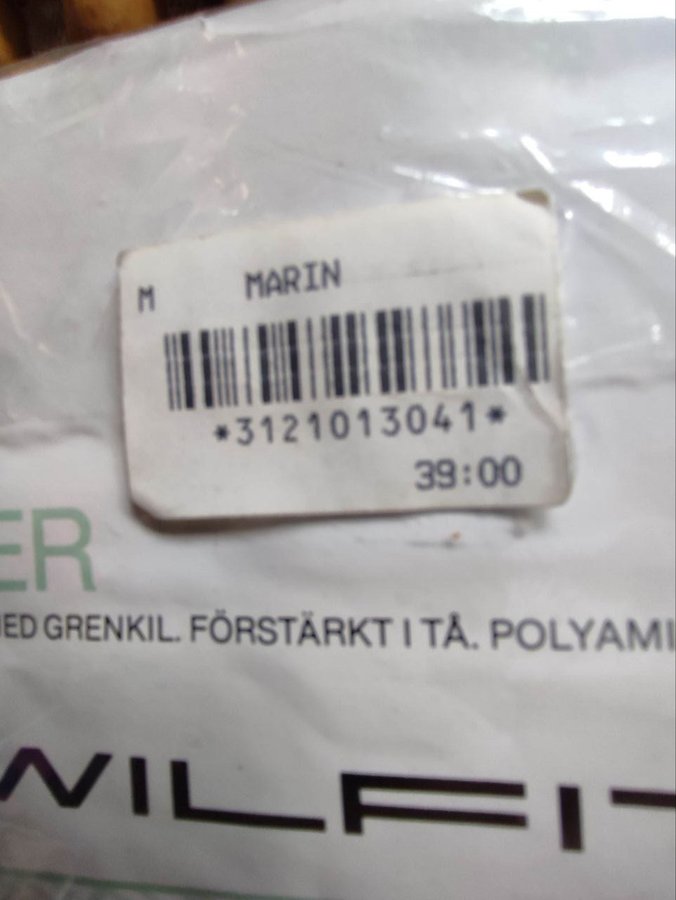 M MARIN
*3121013041*
39:00
ER
MED GRENKIL. FÖRSTÄRKT I TÅ. POLYAMI
WILFIT